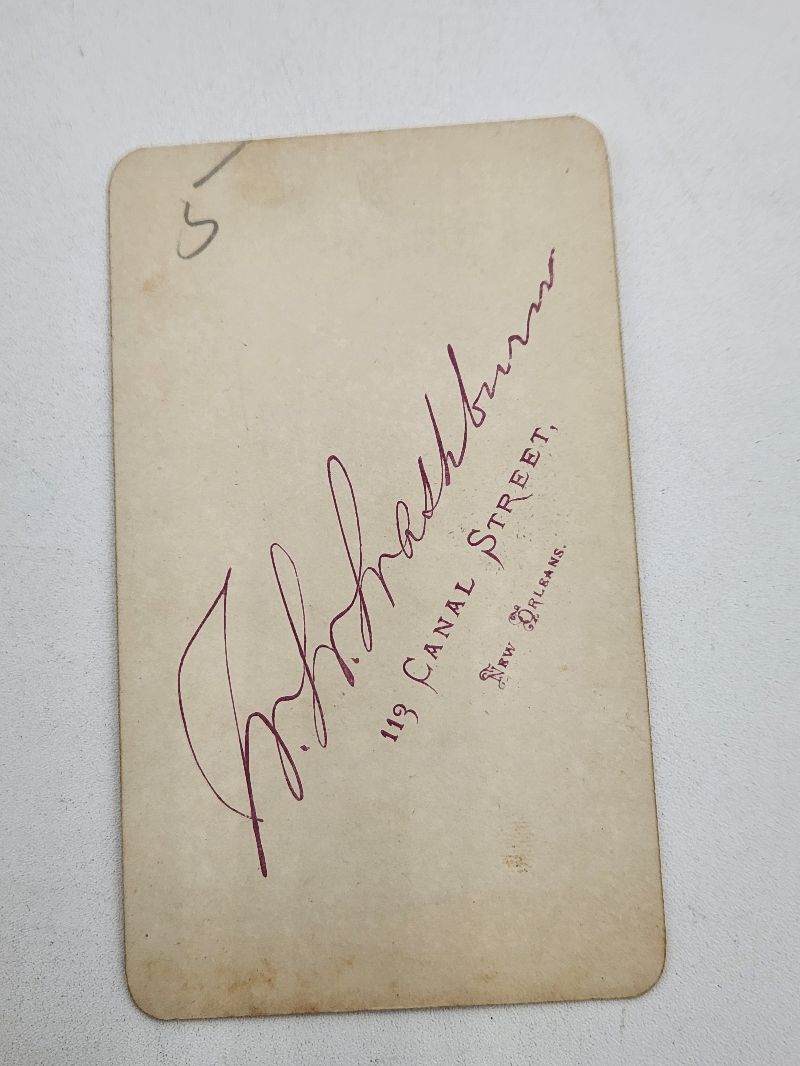 5
W. W. Washburn
119 CANAL STREET,
NEW ORLEANS.